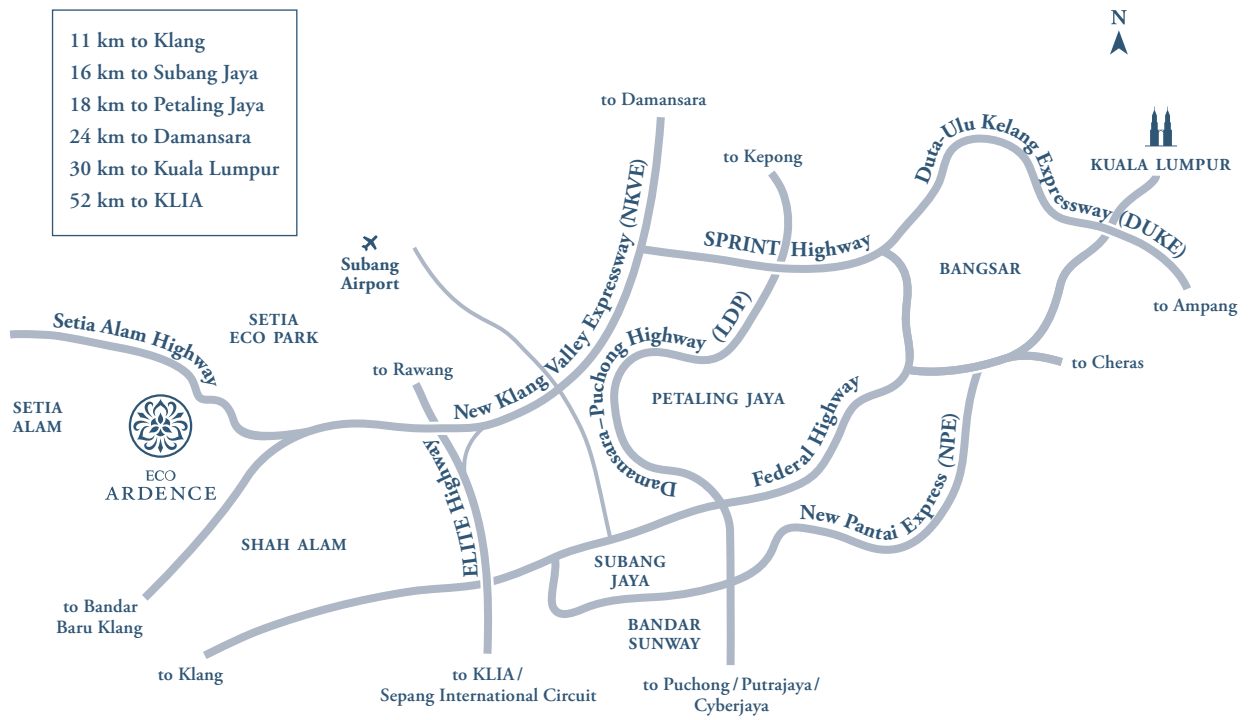 N
11 km to Klang
16 km to Subang Jaya
18 km to Petaling Jaya
24 km to Damansara
30 km to Kuala Lumpur
52 km to KLIA
to Damansara
to Kepong
Duta-Ulu Kelang Expressway (DUKE)
KUALA LUMPUR
SPRINT Highway
BANGSAR
to Ampang
Subang
Airport
New Klang Valley Expressway (NKVE)
Setia Alam Highway
SETIA
ECO PARK
to Rawang
Damansara–Puchong Highway (LDP)
PETALING JAYA
to Cheras
SETIA
ALAM
ECO
ARDENCE
ELITE Highway
Federal Highway
New Pantai Express (NPE)
SHAH ALAM
SUBANG
JAYA
to Bandar
Baru Klang
BANDAR
SUNWAY
to Klang
to KLIA/
Sepang International Circuit
to Puchong/Putrajaya/
Cyberjaya